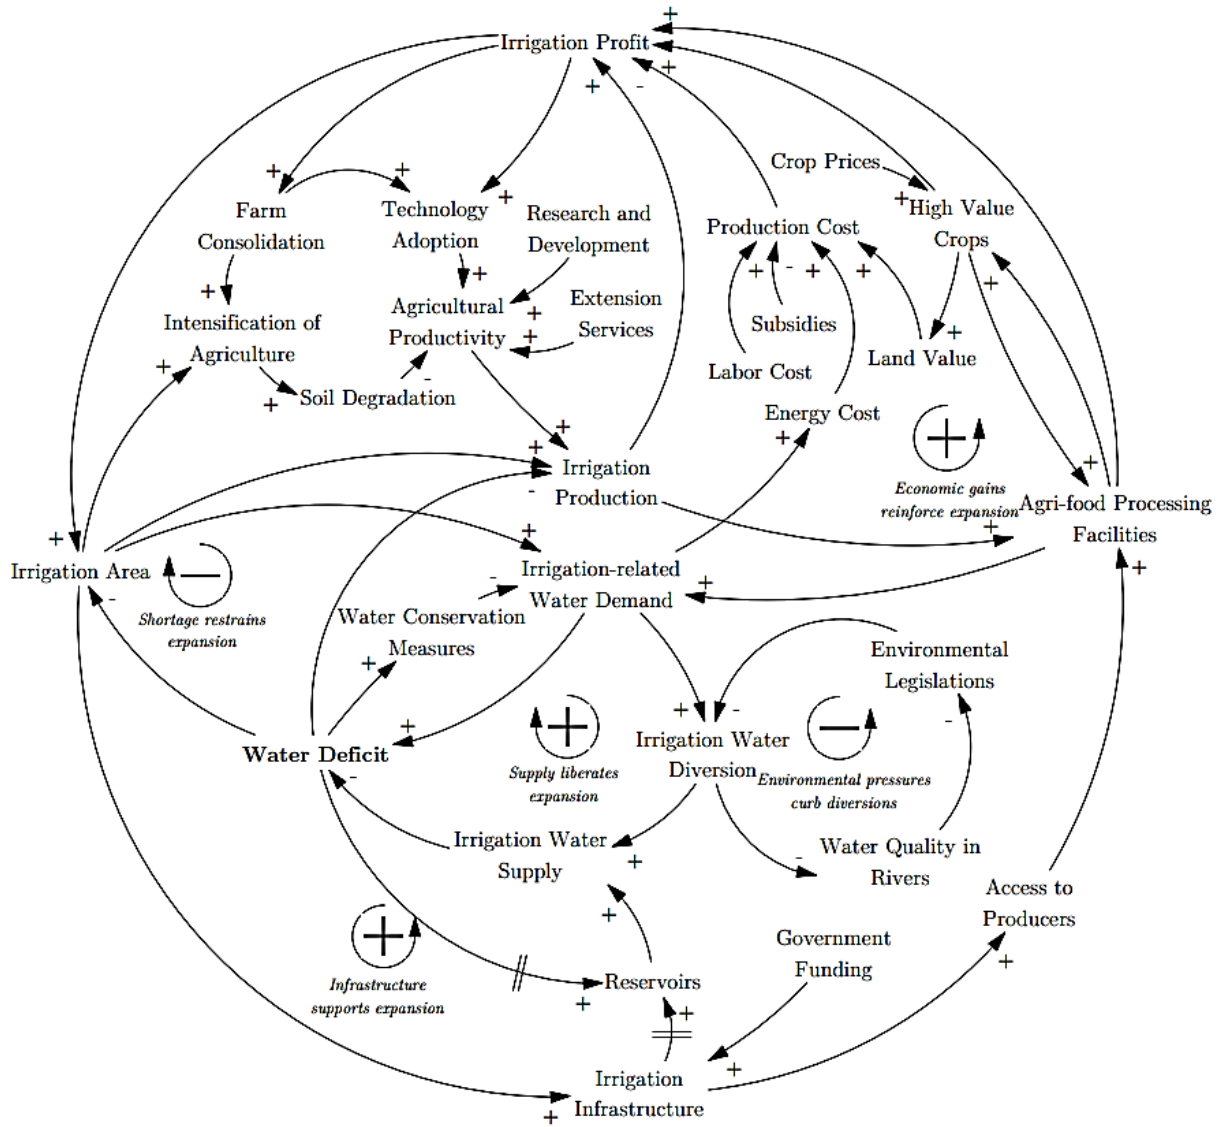 Irrigation Profit
Crop Prices
High Value
Crops
Farm
Consolidation
Technology
Adoption
Research and
Development
Production Cost
Agricultural
Productivity
Extension
Services
Intensification of
Agriculture
Subsidies
Land Value
Soil Degradation
Labor Cost
Energy Cost
Irrigation
Production
Economic gains
reinforce expansion
Agri-food Processing
Facilities
Irrigation Area
Shortage restrains
expansion
Irrigation-related
Water Demand
Water Conservation
Measures
Environmental
Legislations
Water Deficit
Irrigation Water
Diversion
Supply liberates
expansion
Environmental pressures
curb diversions
Irrigation Water
Supply
Water Quality in
Rivers
Access to
Producers
Government
Funding
Infrastructure
supports expansion
Reservoirs
Irrigation
Infrastructure